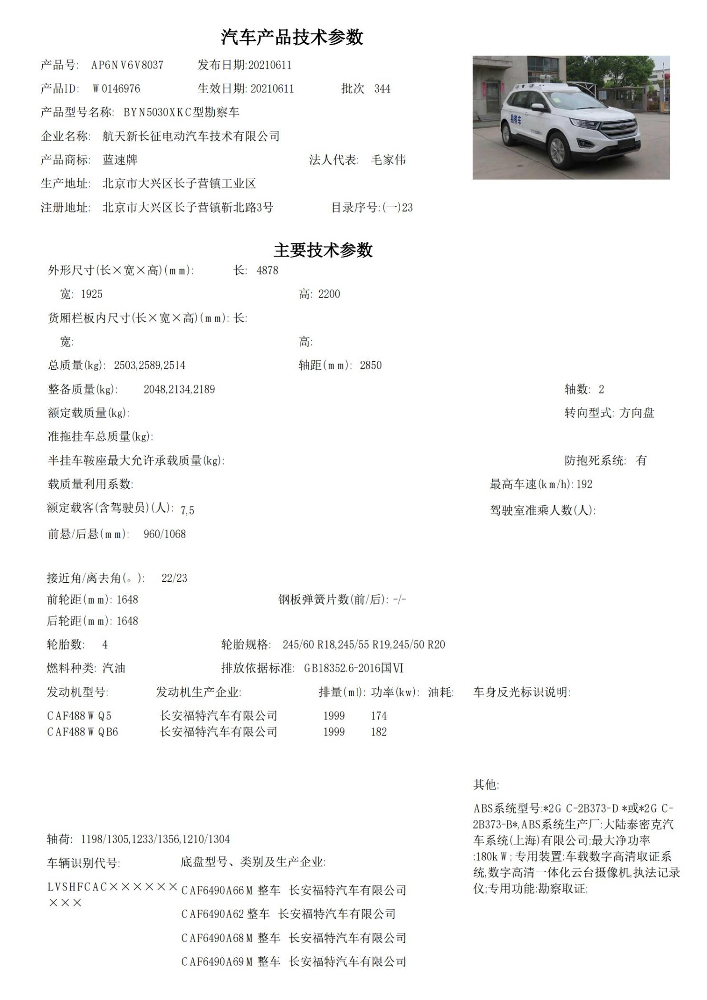 汽车产品技术参数
产品号: AP6NV6V8037 发布日期:20210611
产品ID: W0146976 生效日期: 20210611 批次 344
产品型号名称: BYN5030XKC型勘察车
企业名称: 航天新长征电动汽车技术有限公司
产品商标: 蓝速牌 法人代表: 毛家伟
生产地址: 北京市大兴区长子营镇工业区
注册地址: 北京市大兴区长子营镇靳北路3号 目录序号:(一)23
勘察车
主要技术参数
外形尺寸(长×宽×高)(mm): 长: 4878
宽: 1925 高: 2200
货厢栏板内尺寸(长×宽×高)(mm): 长:
宽: 高:
总质量(kg): 2503,2589,2514 轴距(mm): 2850
整备质量(kg): 2048,2134,2189 轴数: 2
额定载质量(kg): 转向型式: 方向盘
准拖挂车总质量(kg):
半挂车鞍座最大允许承载质量(kg): 防抱死系统: 有
载质量利用系数: 最高车速(km/h): 192
额定载客(含驾驶员)(人): 7,5 驾驶室准乘人数(人):
前悬/后悬(mm): 960/1068
接近角/离去角(。): 22/23
前轮距(mm): 1648 钢板弹簧片数(前/后): -/-
后轮距(mm): 1648
轮胎数: 4 轮胎规格: 245/60 R18,245/55 R19,245/50 R20
燃料种类: 汽油 排放依据标准: GB18352.6-2016国Ⅵ
发动机型号: 发动机生产企业: 排量(ml): 功率(kw): 油耗: 车身反光标识说明:
CAF488WQ5 长安福特汽车有限公司 1999 174
CAF488WQB6 长安福特汽车有限公司 1999 182
其他:
ABS系统型号:*2GC-2B373-D*或*2GC-
2B373-B*,ABS系统生产厂:大陆泰密克汽
车系统(上海)有限公司;最大净功率
:180kW; 专用装置:车载数字高清取证系
统,数字高清一体化云台摄像机,执法记录
仪;专用功能:勘察取证;
轴荷: 1198/1305,1233/1356,1210/1304
车辆识别代号: 底盘型号、类别及生产企业:
LVSHFCAC××××××
×××
CAF6490A66M 整车 长安福特汽车有限公司
CAF6490A62 整车 长安福特汽车有限公司
CAF6490A68M 整车 长安福特汽车有限公司
CAF6490A69M 整车 长安福特汽车有限公司